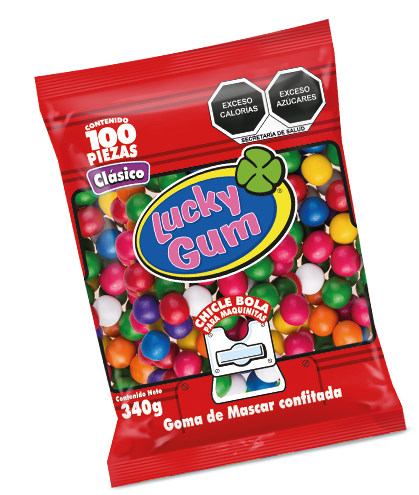 EXCESO
CALORÍAS
EXCESO
AZÚCARES
SECRETARÍA DE SALUD
CONTENIDO
100
PIEZAS
Clásico
Lucky
Gum
®
CHICLE BOLA
PARA MAQUINITAS
Contenido Neto
340g
Goma de Mascar confitada